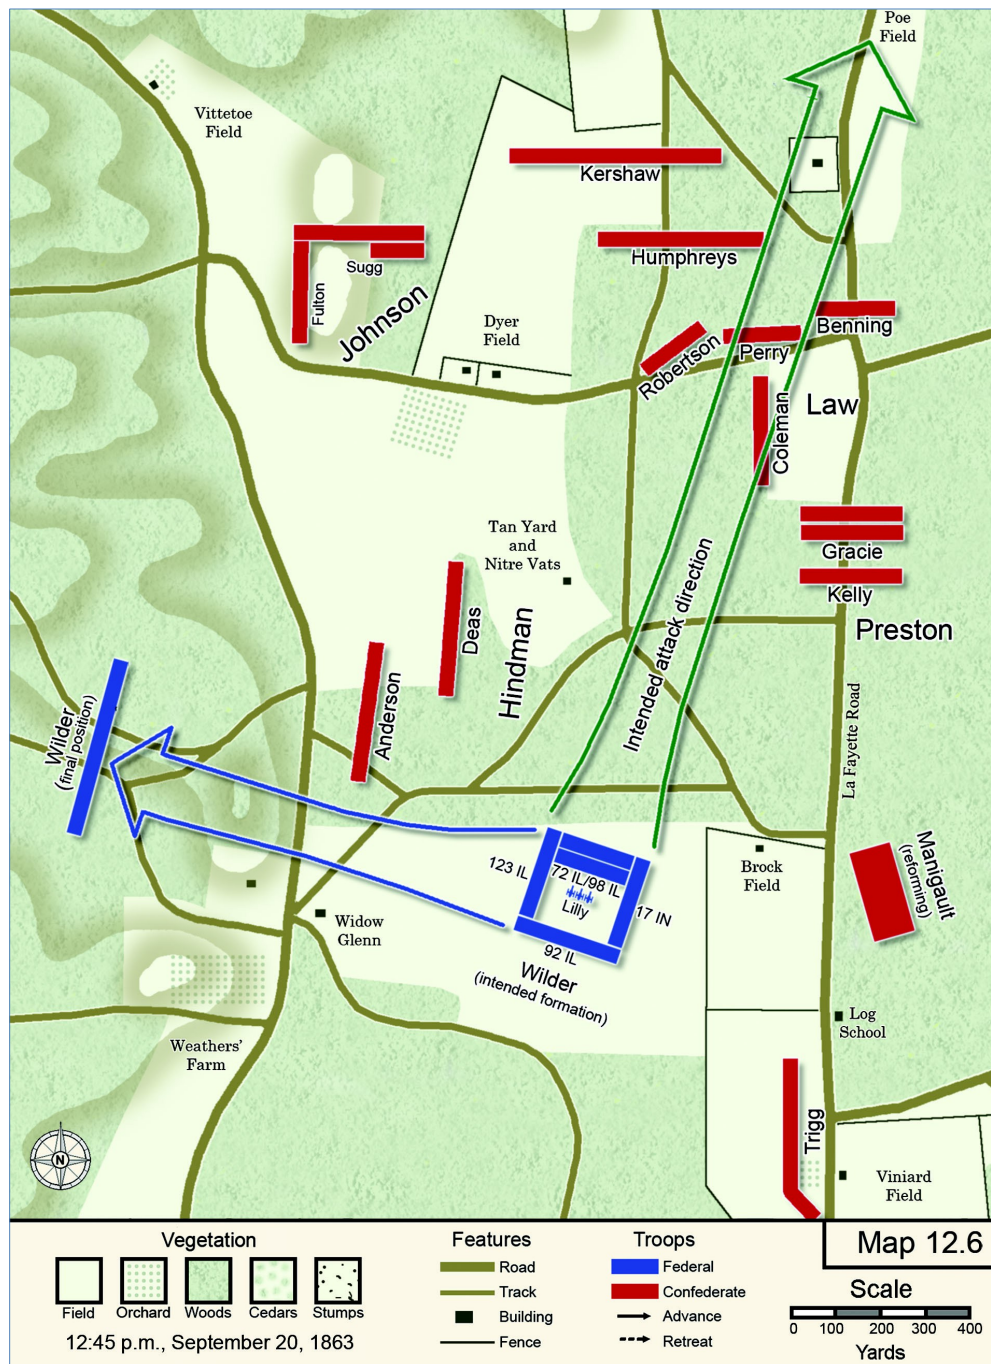 Poe
Field
Vittetoe
Field
Kershaw
Humphreys
Sugg
Fulton
Johnson
Dyer
Field
Benning
Robertson
Perry
Law
Coleman
Tan Yard
and
Nitre Vats
Gracie
Kelly
Preston
Intended attack direction
Deas
Hindman
Anderson
Wilder
(final position)
La Fayette Road
123 IL
72 IL/98 IL
Lilly
17 IN
92 IL
Wilder
(intended formation)
Brock
Field
Manigault
(reforming)
Widow
Glenn
Log
School
Weathers'
Farm
Trigg
N
Viniard
Field
Map 12.6
Vegetation
Field
Orchard
Woods
Cedars
Stumps
12:45 p.m., September 20, 1863
Features
Road
Track
Building
Fence
Troops
Federal
Confederate
Advance
Retreat
Scale
0 100 200 300 400
Yards